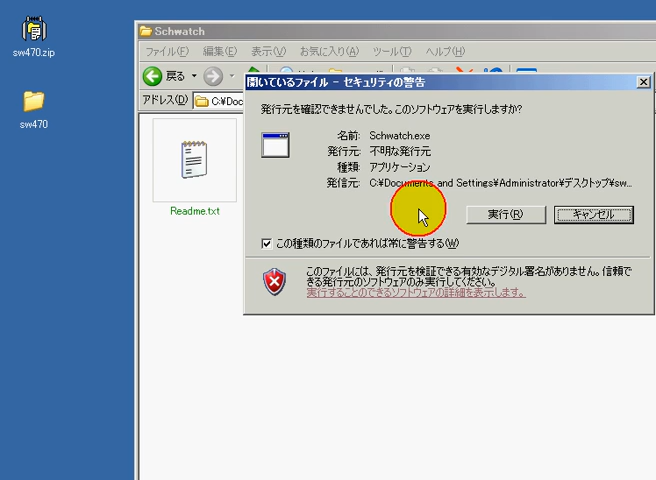 sw470.zip
sw470
Schwatch
ファイル(F) 編集(E) 表示(V) お気に入り(A) ツール(T) ヘルプ(H)
戻る
アドレス(D) C:¥Doc
Readme.txt
開いているファイル - セキュリティの警告
発行元を確認できませんでした。このソフトウェアを実行しますか?
名前: Schwatch.exe
発行元: 不明な発行元
種類: アプリケーション
発信元: C:¥Documents and Settings¥Administrator¥デスクトップ¥sw...
実行(R) キャンセル
この種類のファイルであれば常に警告する(W)
このファイルには、発行元を検証できる有効なデジタル署名がありません。信頼で
きる発行元のソフトウェアのみ実行してください。
実行することのできるソフトウェアの詳細を表示します。